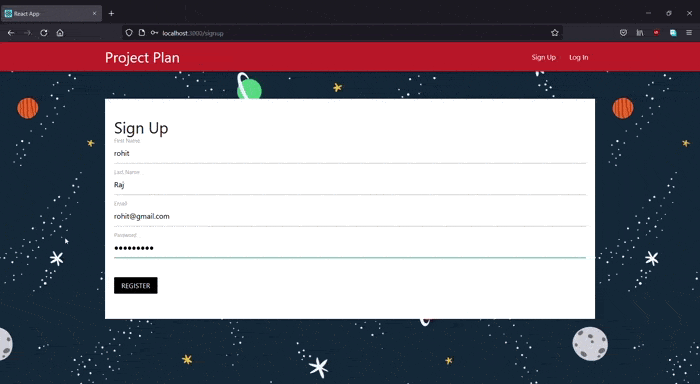 React App
localhost:3000/signup
Project Plan
Sign Up
Log In
Sign Up
First Name
rohit
Last Name
Raj
Email
rohit@gmail.com
Password
•••••••••
REGISTER